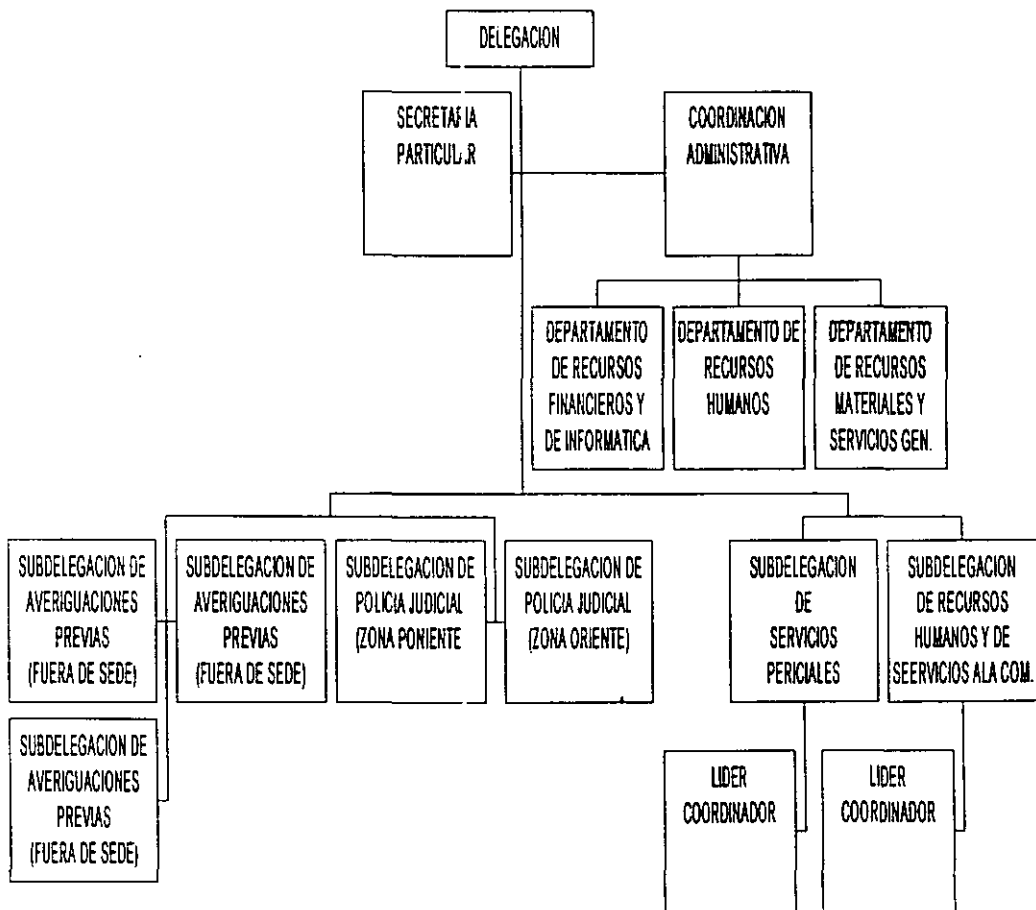 DELEGACION
SECRETARIA
PARTICULAR
COORDINACION
ADMINISTRATIVA
DEPARTAMENTO
DE RECURSOS
FINANCIEROS Y
DE INFORMATICA
DEPARTAMENTO DE
RECURSOS
HUMANOS
DEPARTAMENTO
DE RECURSOS
MATERIALES Y
SERVICIOS GEN.
SUBDELEGACION DE
AVERIGUACIONES
PREVIAS
(FUERA DE SEDE)
SUBDELEGACION DE
AVERIGUACIONES
PREVIAS
(FUERA DE SEDE)
SUBDELEGACION DE
POLICIA JUDICIAL
(ZONA PONIENTE
SUBDELEGACION DE
POLICIA JUDICIAL
(ZONA ORIENTE)
SUBDELEGACION
DE
SERVICIOS
PERICIALES
SUBDELEGACION
DE RECURSOS
HUMANOS Y DE
SEERVICIOS ALA COM.
SUBDELEGACION DE
AVERIGUACIONES
PREVIAS
(FUERA DE SEDE)
LIDER
COORDINADOR
LIDER
COORDINADOR